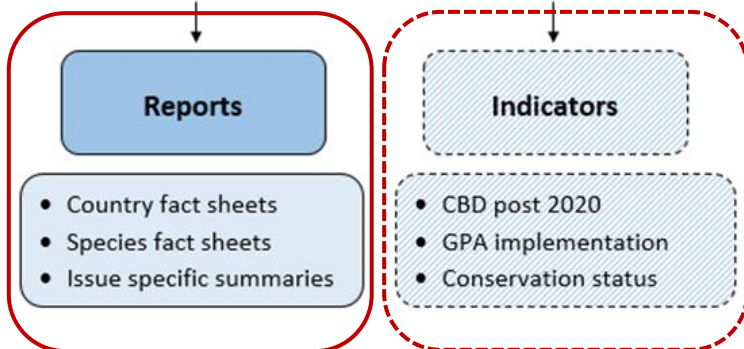 Reports
• Country fact sheets
• Species fact sheets
• Issue specific summaries
Indicators
• CBD post 2020
• GPA implementation
• Conservation status